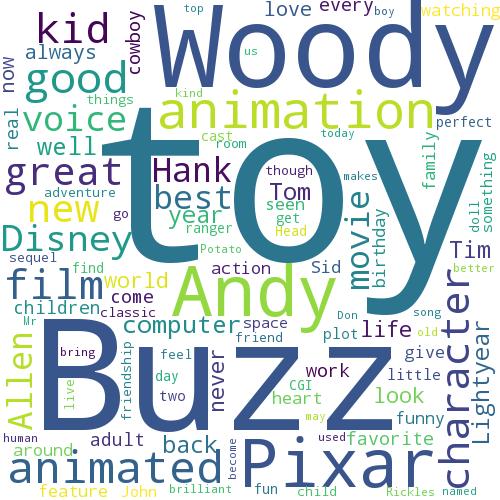 top
boy
love
every
watching
kid
cowboy
Woody
us
now
always
good
things
kind
animation
perfect
real
voice
cast
today
well
room
family
doll
something
great
Hank
though
makes
adventure
best
Tom
movie
birthday
new
go
year
seen
get
ranger
Head
toy
Disney
Potato
Tim
sequel
find
world
action
Sid
better
film
come
Andy
character
Lightyear
children
classic
Mr
computer
space
Don
song
plot
life
old
friend
Allen
bring
live
friendship
Buzz
never
feel
day
two
give
work
little
CGI
heart
look
may
funny
human
adult
back
used
favorite
around
become
animated
Pixar
feature
John
brilliant
fun
child
Rickles
named